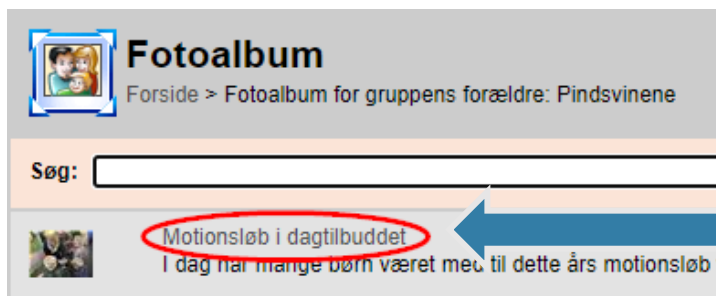 Fotoalbum
Forside > Fotoalbum for gruppens forældre: Pindsvinene
Søg:
Motionsløb i dagtilbuddet
I dag har mange børn været med til dette års motionsløb